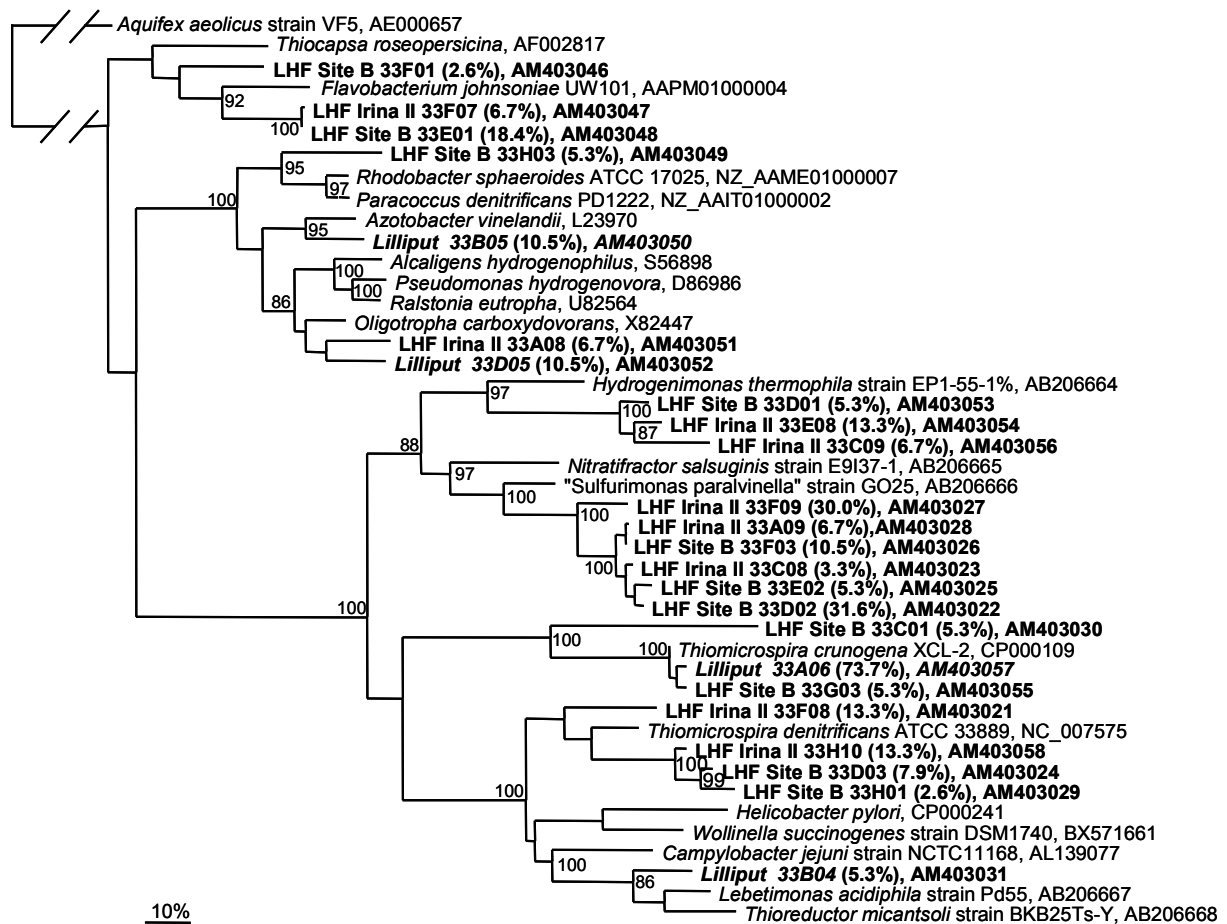 Aquifex aeolicus strain VF5, AE000657
Thiocapsa roseopersicina, AF002817
LHF Site B 33F01 (2.6%), AM403046
Flavobacterium johnsoniae UW101, AAPM01000004
92
LHF Irina II 33F07 (6.7%), AM403047
100
LHF Site B 33E01 (18.4%), AM403048
LHF Site B 33H03 (5.3%), AM403049
95
Rhodobacter sphaeroides ATCC 17025, NZ_AAME01000007
97
100
Paracoccus denitrificans PD1222, NZ_AAIT01000002
Azotobacter vinelandii, L23970
95
Lilliput 33B05 (10.5%), AM403050
Alcaligens hydrogenophilus, S56898
100
Pseudomonas hydrogenovora, D86986
100
86
Ralstonia eutropha, U82564
Oligotropha carboxydovorans, X82447
LHF Irina II 33A08 (6.7%), AM403051
Lilliput 33D05 (10.5%), AM403052
Hydrogenimonas thermophila strain EP1-55-1%, AB206664
97
LHF Site B 33D01 (5.3%), AM403053
100
LHF Irina II 33E08 (13.3%), AM403054
87
88
LHF Irina II 33C09 (6.7%), AM403056
Nitratifractor salsuginis strain E9I37-1, AB206665
97
"Sulfurimonas paralvinella" strain GO25, AB206666
100
LHF Irina II 33F09 (30.0%), AM403027
100
LHF Irina II 33A09 (6.7%),AM403028
LHF Site B 33F03 (10.5%), AM403026
100
LHF Irina II 33C08 (3.3%), AM403023
LHF Site B 33E02 (5.3%), AM403025
100
LHF Site B 33D02 (31.6%), AM403022
LHF Site B 33C01 (5.3%), AM403030
100
100
Thiomicrospira crunogena XCL-2, CP000109
Lilliput 33A06 (73.7%), AM403057
LHF Site B 33G03 (5.3%), AM403055
LHF Irina II 33F08 (13.3%), AM403021
Thiomicrospira denitrificans ATCC 33889, NC_007575
LHF Irina II 33H10 (13.3%), AM403058
100
LHF Site B 33D03 (7.9%), AM403024
99
100
LHF Site B 33H01 (2.6%), AM403029
Helicobacter pylori, CP000241
Wollinella succinogenes strain DSM1740, BX571661
Campylobacter jejuni strain NCTC11168, AL139077
100
Lilliput 33B04 (5.3%), AM403031
86
Lebetimonas acidiphila strain Pd55, AB206667
10%
Thioreductor micantsoli strain BKB25Ts-Y, AB206668